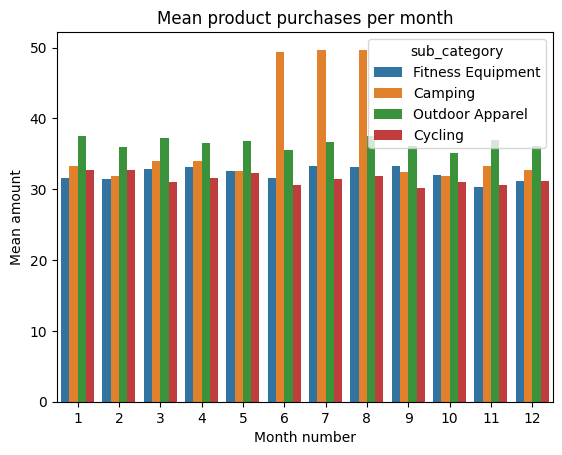 Mean product purchases per month
sub_category
Fitness Equipment
Camping
Outdoor Apparel
Cycling
Mean amount
50
40
30
20
10
0
1 2 3 4 5 6 7 8 9 10 11 12
Month number